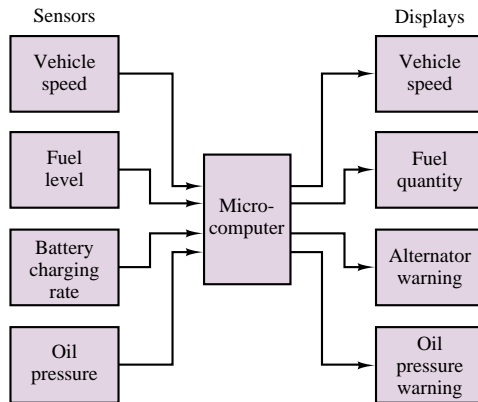 Sensors
Vehicle
speed
Fuel
level
Battery
charging
rate
Oil
pressure
Micro-
computer
Displays
Vehicle
speed
Fuel
quantity
Alternator
warning
Oil
pressure
warning